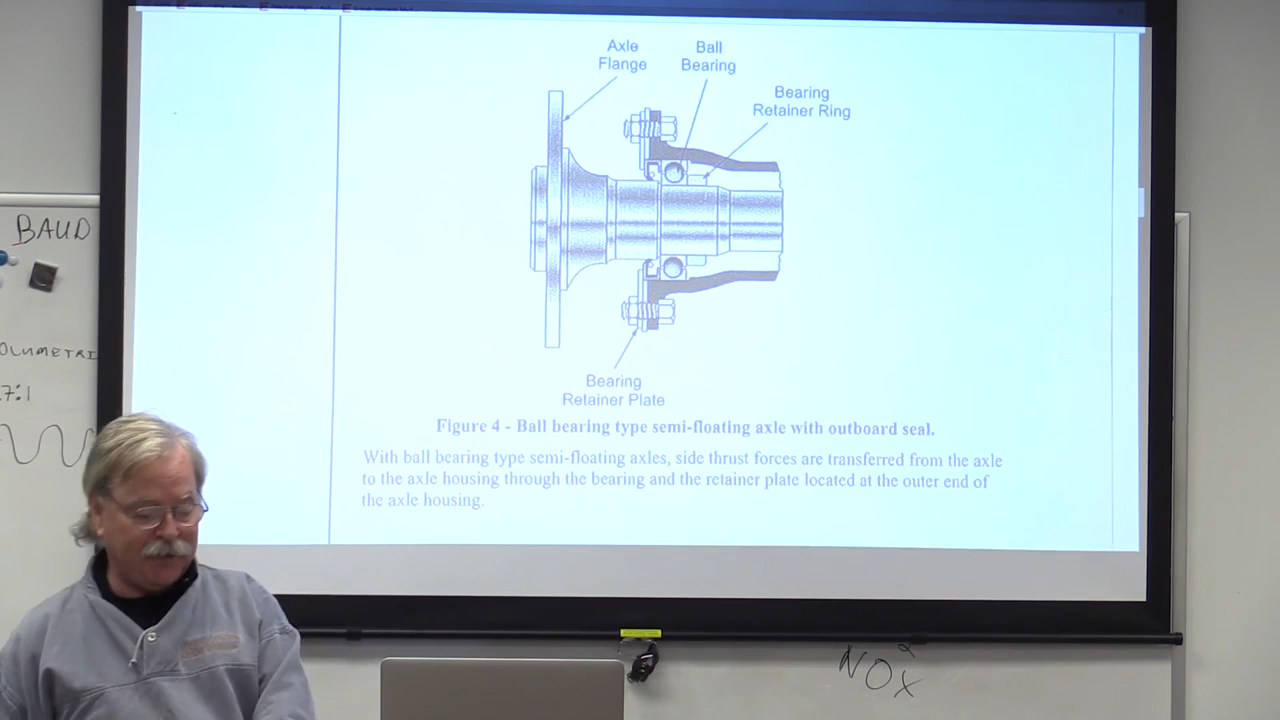 Axle
Flange
Ball
Bearing
Bearing
Retainer Ring
Bearing
Retainer Plate
Figure 4 - Ball bearing type semi-floating axle with outboard seal.
With ball bearing type semi-floating axles, side thrust forces are transferred from the axle
to the axle housing through the bearing and the retainer plate located at the outer end of
the axle housing.
BAUD
OLUMETRI
7:1
NOx